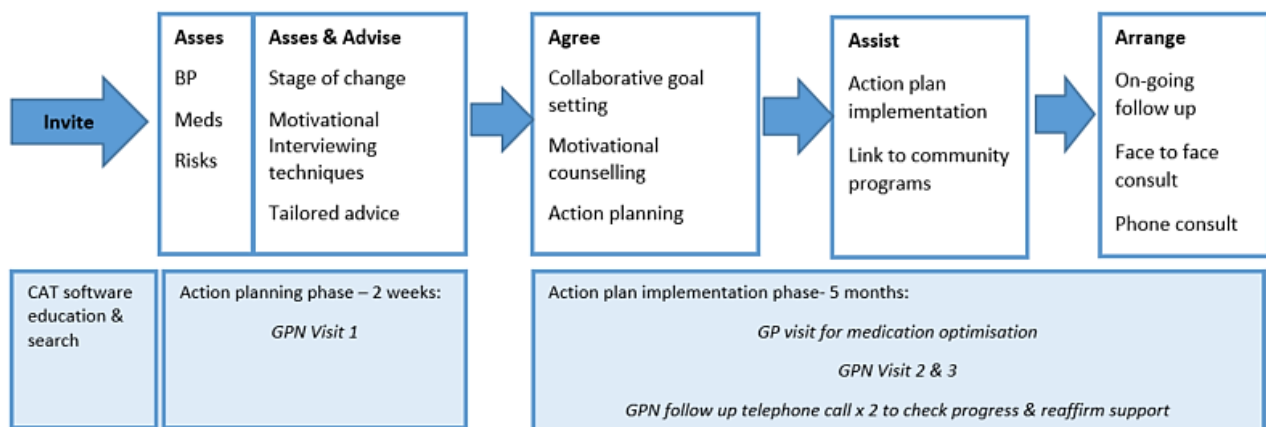 Invite
Asses
BP
Meds
Risks
Asses & Advise
Stage of change
Motivational
Interviewing
techniques
Tailored advice
Agree
Collaborative goal
setting
Motivational
counselling
Action planning
Assist
Action plan
implementation
Link to community
programs
Arrange
On-going
follow up
Face to face
consult
Phone consult
CAT software
education &
search
Action planning phase – 2 weeks:
GPN Visit 1
Action plan implementation phase- 5 months:
GP visit for medication optimisation
GPN Visit 2 & 3
GPN follow up telephone call x 2 to check progress & reaffirm support